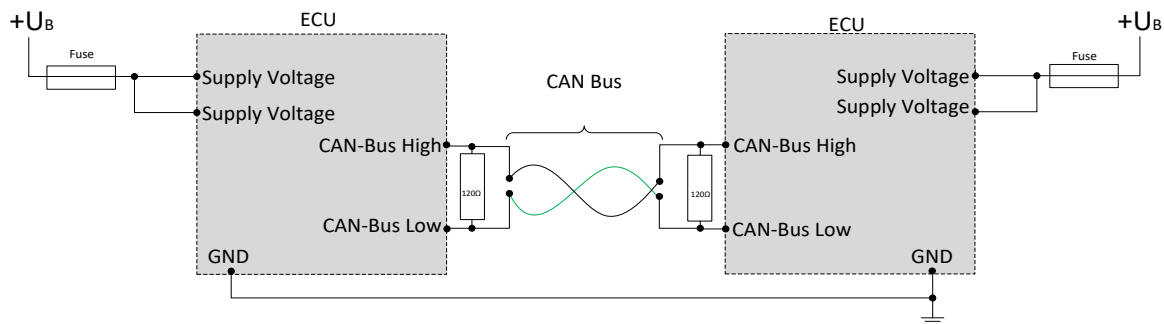 ECU
ECU
+UB
+UB
Fuse
Fuse
Supply Voltage
Supply Voltage
CAN Bus
Supply Voltage
Supply Voltage
CAN-Bus High
CAN-Bus High
120Ω
120Ω
CAN-Bus Low
CAN-Bus Low
GND
GND